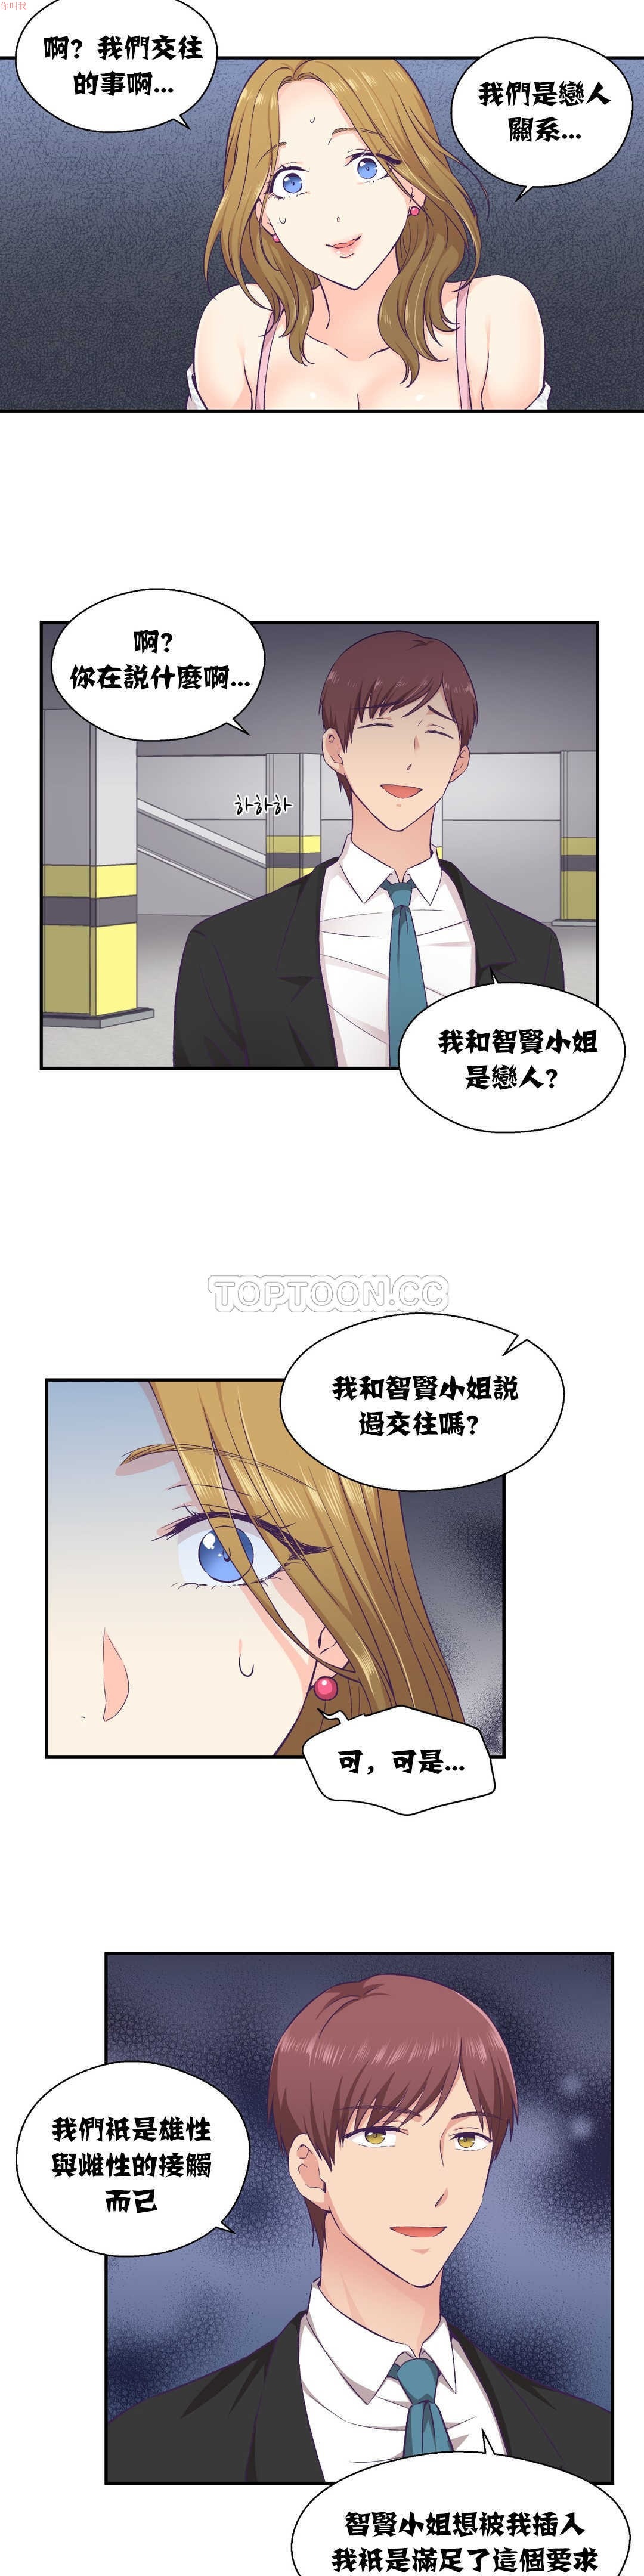 你叫我
啊？我們交往
的事啊...
我們是戀人
關系...
啊？
你在説什麼啊...
하하하
我和智賢小姐
是戀人？
TOPTOON.CC
我和智賢小姐説
過交往嗎？
可，可是...
我們衹是雄性
與雌性的接觸
而已
智賢小姐想被我插入
我衹是滿足了這個要求